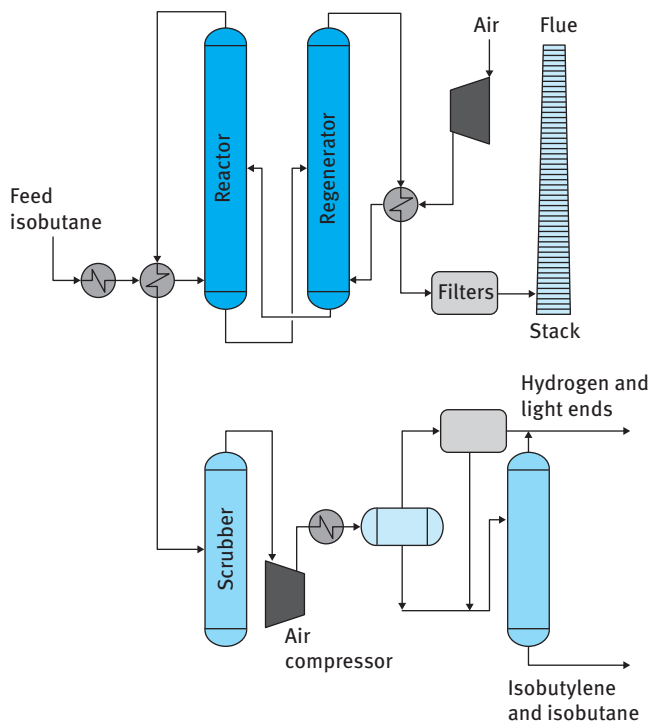 Air
Flue
Reactor
Regenerator
Feed
isobutane
Filters
Stack
Hydrogen and
light ends
Scrubber
Air
compressor
Isobutylene
and isobutane